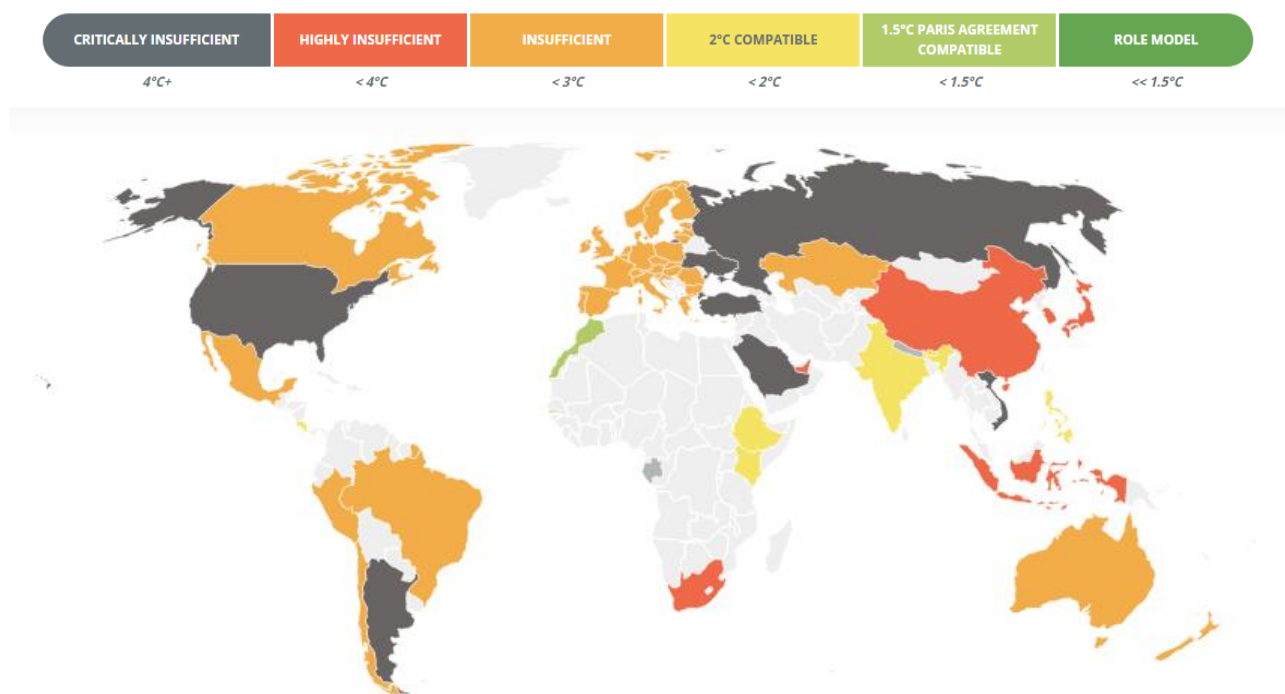 CRITICALLY INSUFFICIENT
HIGHLY INSUFFICIENT
INSUFFICIENT
2°C COMPATIBLE
1.5°C PARIS AGREEMENT
COMPATIBLE
ROLE MODEL
4°C+
< 4°C
< 3°C
< 2°C
< 1.5°C
<< 1.5°C